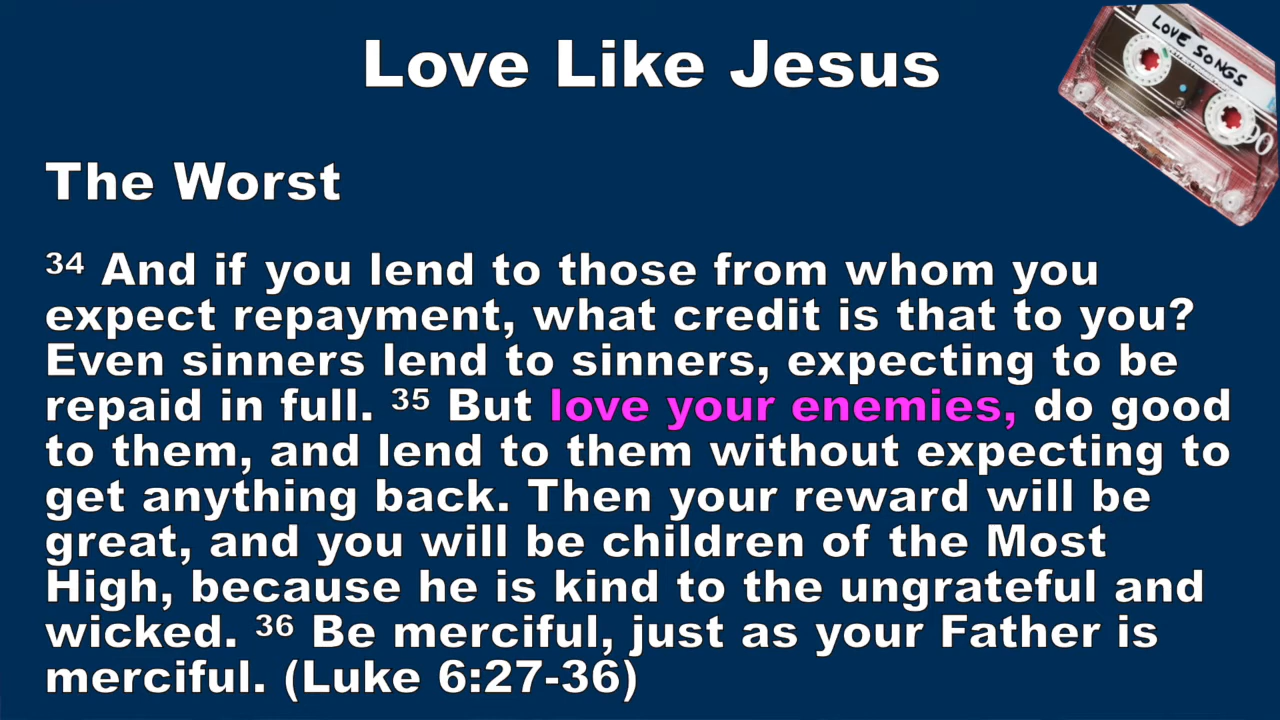 Love Like Jesus
LOVE SONGS
90
The Worst
34 And if you lend to those from whom you
expect repayment, what credit is that to you?
Even sinners lend to sinners, expecting to be
repaid in full. 35 But love your enemies, do good
to them, and lend to them without expecting to
get anything back. Then your reward will be
great, and you will be children of the Most
High, because he is kind to the ungrateful and
wicked. 36 Be merciful, just as your Father is
merciful. (Luke 6:27-36)